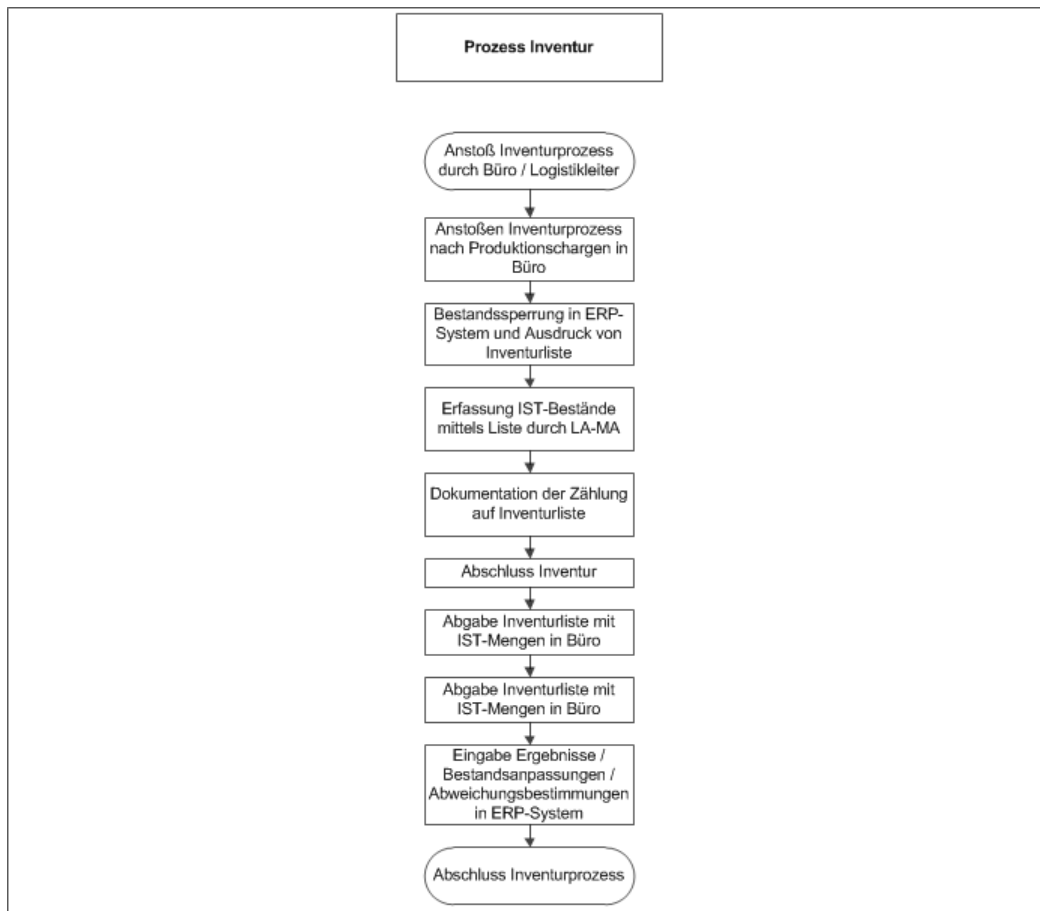 Prozess Inventur
Anstoß Inventurprozess
durch Büro / Logistikleiter
Anstoßen Inventurprozess
nach Produktionschargen in
Büro
Bestandssperrung in ERP-
System und Ausdruck von
Inventurliste
Erfassung IST-Bestände
mittels Liste durch LA-MA
Dokumentation der Zählung
auf Inventurliste
Abschluss Inventur
Abgabe Inventurliste mit
IST-Mengen in Büro
Abgabe Inventurliste mit
IST-Mengen in Büro
Eingabe Ergebnisse /
Bestandsanpassungen /
Abweichungsbestimmungen
in ERP-System
Abschluss Inventurprozess